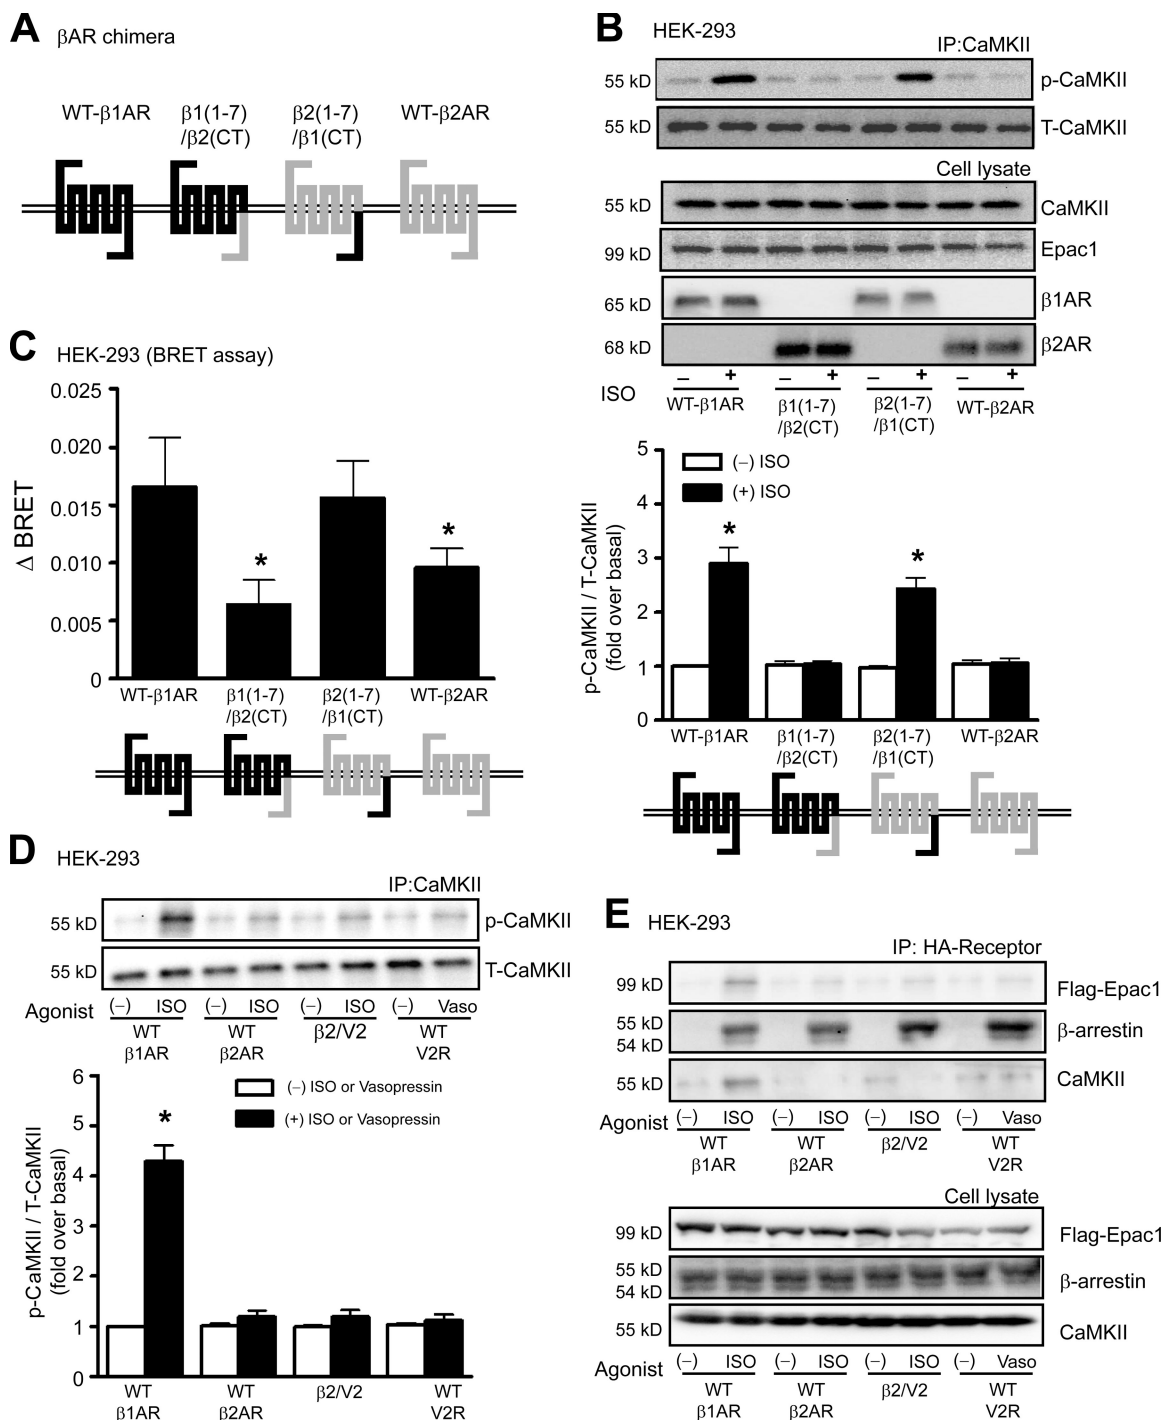 A βAR chimera
WT-β1AR β1(1-7) β2(1-7) WT-β2AR
/β2(CT) /β1(CT)
B HEK-293
IP:CaMKII
55 kD p-CaMKII
55 kD T-CaMKII
Cell lysate
55 kD CaMKII
99 kD Epac1
65 kD β1AR
68 kD β2AR
ISO − + − + − + − +
WT-β1AR β1(1-7) β2(1-7) WT-β2AR
/β2(CT) /β1(CT)
p-CaMKII / T-CaMKII
(fold over basal)
5
4
3
2
1
0
(−) ISO
(+) ISO
* *
WT-β1AR β1(1-7) β2(1-7) WT-β2AR
/β2(CT) /β1(CT)
C HEK-293 (BRET assay)
Δ BRET
0.025
0.020
0.015
0.010
0.005
0
* *
WT-β1AR β1(1-7) β2(1-7) WT-β2AR
/β2(CT) /β1(CT)
D HEK-293
IP:CaMKII
55 kD p-CaMKII
55 kD T-CaMKII
Agonist (−) ISO (−) ISO (−) ISO (−) Vaso
WT WT β2/V2 WT
β1AR β2AR V2R
p-CaMKII / T-CaMKII
(fold over basal)
6
5
4
3
2
1
0
(−) ISO or Vasopressin
(+) ISO or Vasopressin
*
WT WT β2/V2 WT
β1AR β2AR V2R
E HEK-293
IP: HA-Receptor
99 kD Flag-Epac1
55 kD β-arrestin
54 kD
55 kD CaMKII
Agonist (−) ISO (−) ISO (−) ISO (−) Vaso
WT WT β2/V2 WT
β1AR β2AR V2R
Cell lysate
99 kD Flag-Epac1
55 kD β-arrestin
54 kD
55 kD CaMKII
Agonist (−) ISO (−) ISO (−) ISO (−) Vaso
WT WT β2/V2 WT
β1AR β2AR V2R